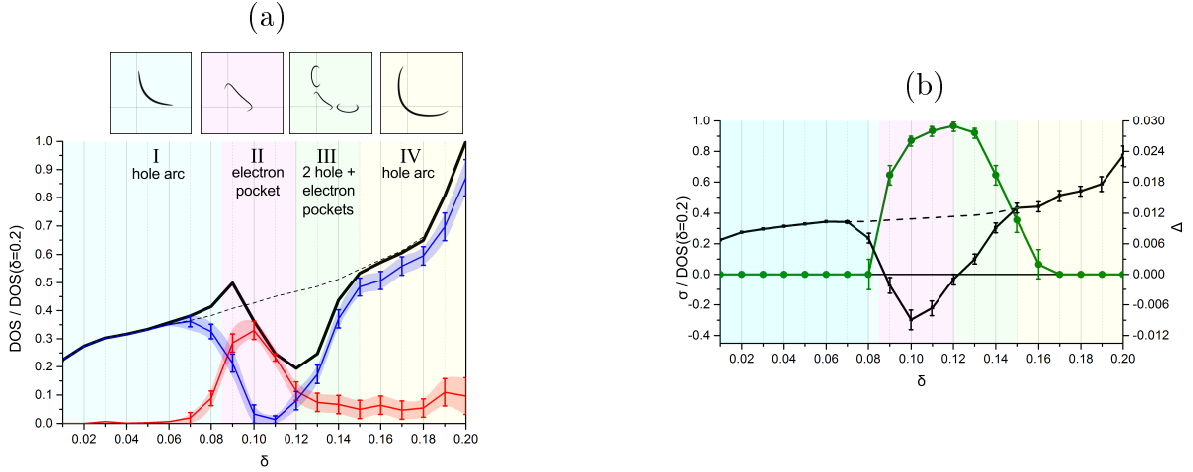 (a)
I
hole arc
II
electron
pocket
III
2 hole +
electron
pockets
IV
hole arc
DOS / DOS(δ=0.2)
1.0
0.9
0.8
0.7
0.6
0.5
0.4
0.3
0.2
0.1
0.0
0.02 0.04 0.06 0.08 0.10 0.12 0.14 0.16 0.18 0.20
δ
(b)
σ / DOS(δ=0.2)
1.0
0.8
0.6
0.4
0.2
0.0
-0.2
-0.4
0.030
0.024
0.018
0.012
0.006
0.000
-0.006
-0.012
Δ
0.02 0.04 0.06 0.08 0.10 0.12 0.14 0.16 0.18 0.20
δ